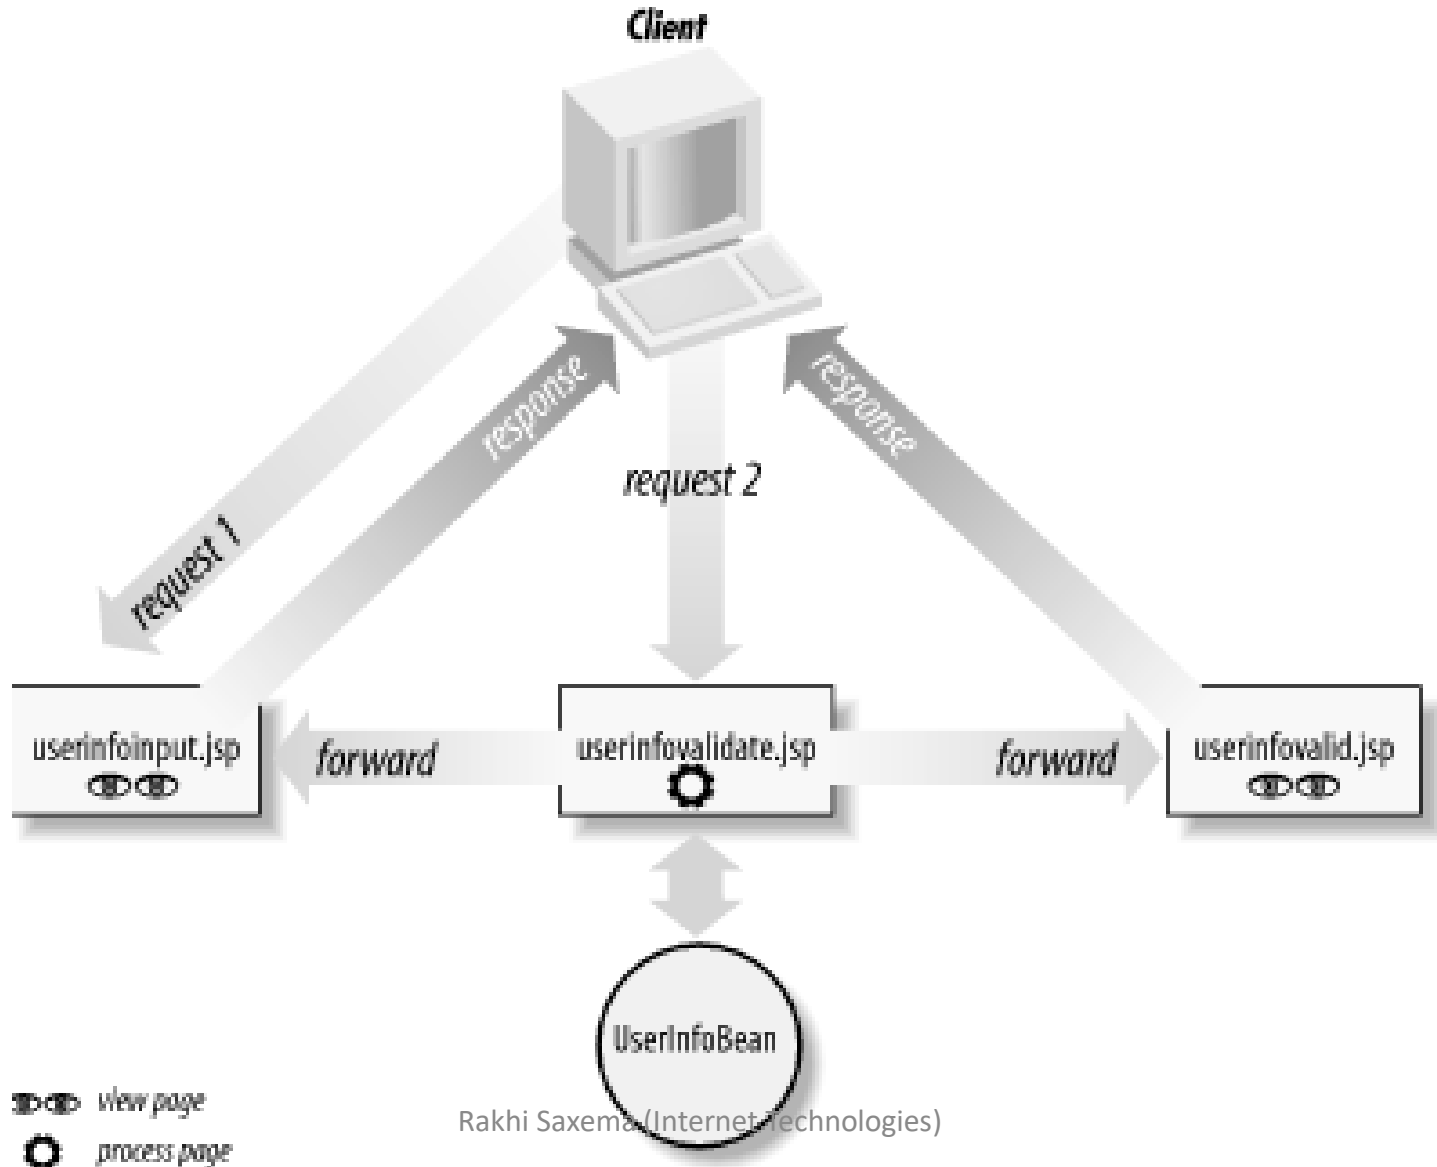 Client
response
response
request 2
request 1
userinfoinput.jsp
forward
userinfovalidate.jsp
forward
userinfovalid.jsp
UserInfoBean
view page
Rakhi Saxema (Internet Technologies)
process page